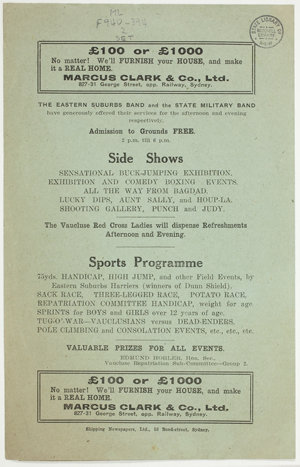 ML
F940·394
2
SET
STATE LIBRARY OF
£100 or £1000
No matter! We'll FURNISH your HOUSE, and make
it a REAL HOME.
MARCUS CLARK & Co., Ltd.
827-31 George Street, opp. Railway, Sydney.
THE EASTERN SUBURBS BAND and the STATE MILITARY BAND
have generously offered their services for the afternoon and evening
respectively.
Admission to Grounds FREE.
2 p.m. till 6 p.m.
Side Shows
SENSATIONAL BUCK-JUMPING EXHIBITION,
EXHIBITION AND COMEDY BOXING EVENTS.
ALL THE WAY FROM BAGDAD.
LUCKY DIPS, AUNT SALLY, and HOUP-LA.
SHOOTING GALLERY, PUNCH and JUDY.
The Vaucluse Red Cross Ladies will dispense Refreshments
Afternoon and Evening.
Sports Programme
75yds. HANDICAP, HIGH JUMP, and other Field Events, by
Eastern Suburbs Harriers (winners of Dunn Shield).
SACK RACE, THREE-LEGGED RACE, POTATO RACE,
REPATRIATION COMMITTEE HANDICAP, weight for age
SPRINTS for BOYS and GIRLS over 12 years of age.
TUG-O'-WAR—VAUCLUSIANS versus DEAD-ENDERS.
POLE CLIMBING and CONSOLATION EVENTS, etc., etc., etc.
VALUABLE PRIZES FOR ALL EVENTS.
EDMUND HOHLER, Hon. Sec.,
Vaucluse Repatriation Sub-Committee—Group 2.
£100 or £1000
No matter! We'll FURNISH your HOUSE, and make
it a REAL HOME.
MARCUS CLARK & Co., Ltd.
827-31 George Street, opp. Railway, Sydney.
Shipping Newspapers, Ltd., 16 Bond-street, Sydney.